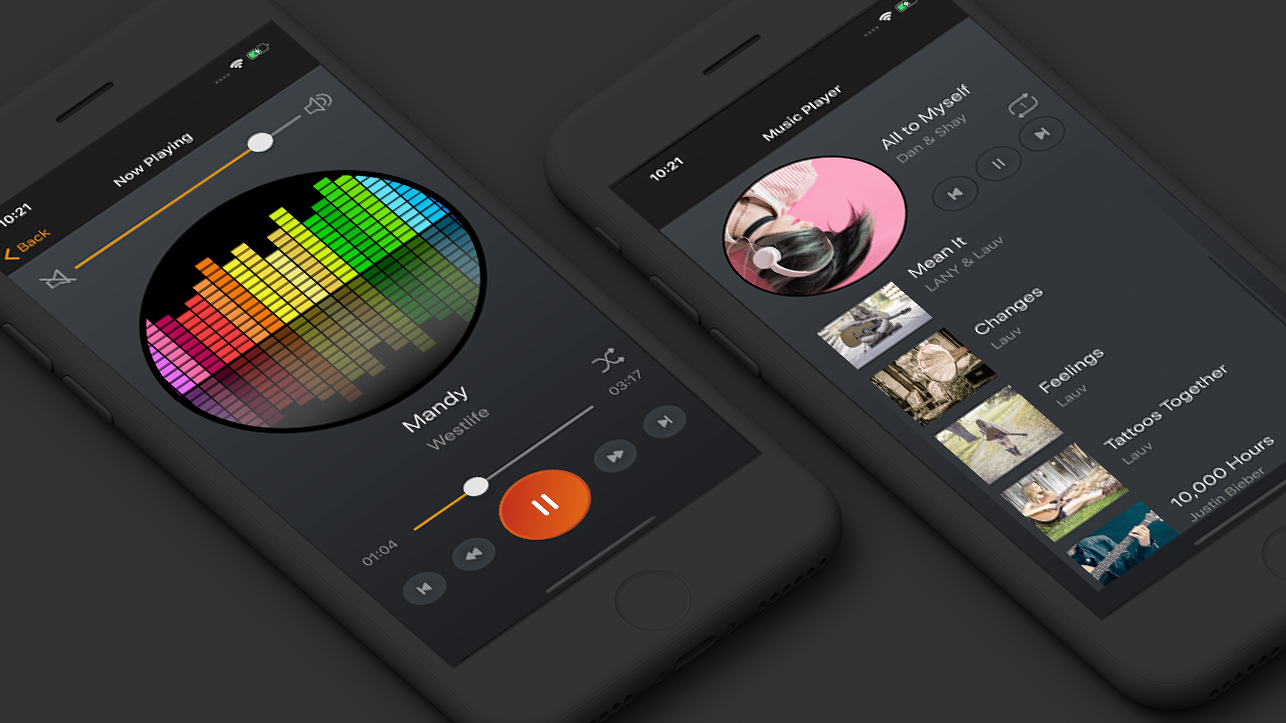 10:21
Back
Now Playing
Mandy
Westlife
01:04
03:17
10:21
Music Player
All to Myself
Dan & Shay
1
Mean It
LANY & Lauv
Changes
Lauv
Feelings
Lauv
Tattoos Together
Lauv
10,000 Hours
Justin Bieber